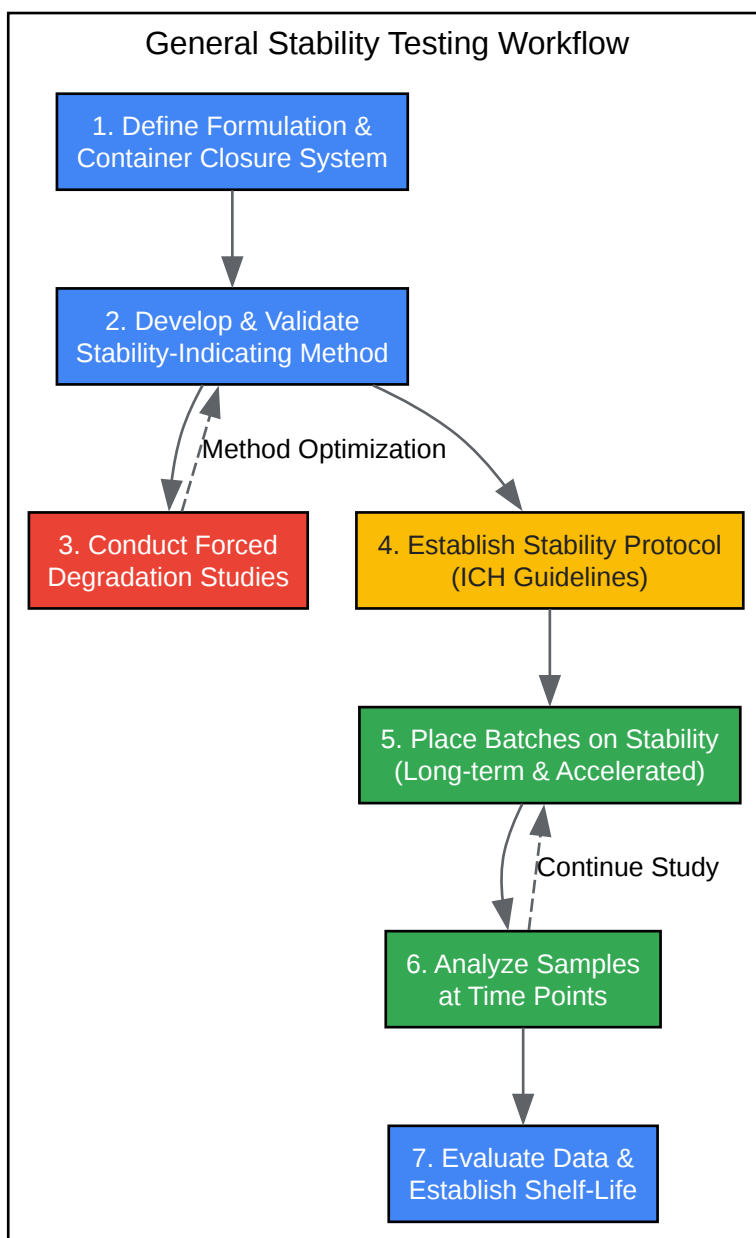 General Stability Testing Workflow
1. Define Formulation &
Container Closure System
2. Develop & Validate
Stability-Indicating Method
Method Optimization
3. Conduct Forced
Degradation Studies
4. Establish Stability Protocol
(ICH Guidelines)
5. Place Batches on Stability
(Long-term & Accelerated)
Continue Study
6. Analyze Samples
at Time Points
7. Evaluate Data &
Establish Shelf-Life